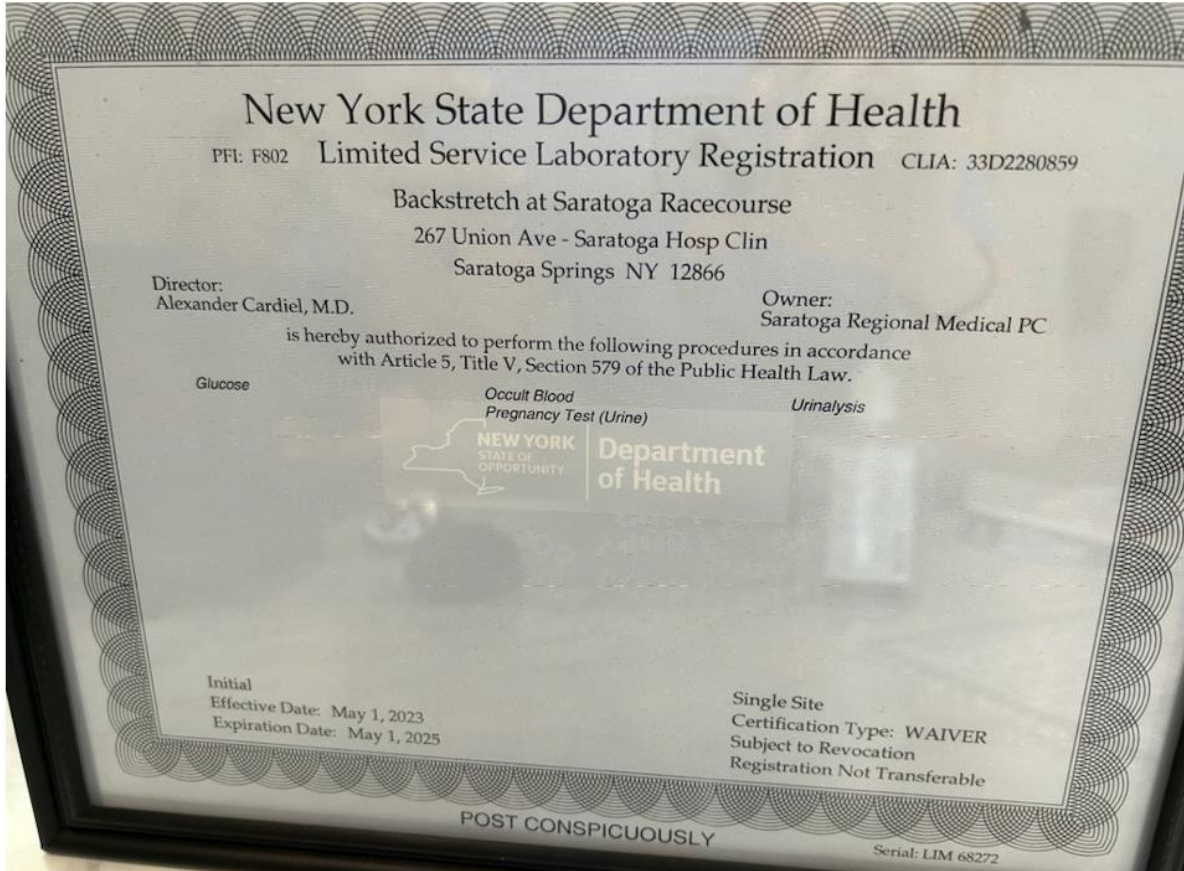 New York State Department of Health
PFI: F802 Limited Service Laboratory Registration CLIA: 33D2280859
Backstretch at Saratoga Racecourse
267 Union Ave - Saratoga Hosp Clin
Saratoga Springs NY 12866
Director:
Alexander Cardiel, M.D.
Owner:
Saratoga Regional Medical PC
is hereby authorized to perform the following procedures in accordance
with Article 5, Title V, Section 579 of the Public Health Law.
Glucose
Occult Blood
Pregnancy Test (Urine)
Urinalysis
NEW YORK
STATE OF
OPPORTUNITY.
Department
of Health
Initial
Effective Date: May 1, 2023
Expiration Date: May 1, 2025
Single Site
Certification Type: WAIVER
Subject to Revocation
Registration Not Transferable
POST CONSPICUOUSLY
Serial: LIM 68272